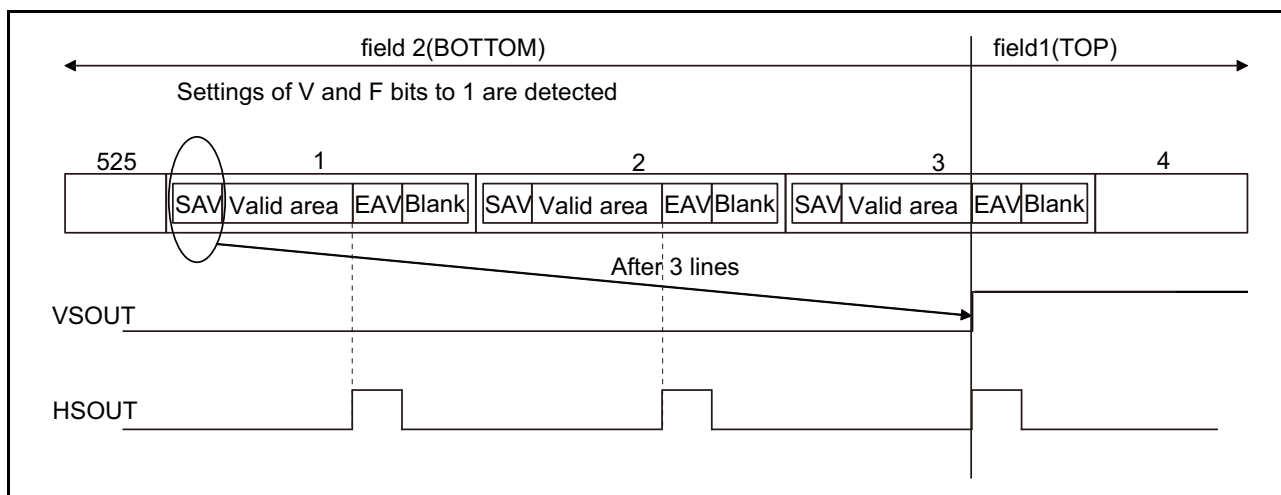 field 2(BOTTOM) field1(TOP)
Settings of V and F bits to 1 are detected
525 1 2 3 4
SAV Valid area EAV Blank SAV Valid area EAV Blank SAV Valid area EAV Blank
After 3 lines
VSOUT
HSOUT